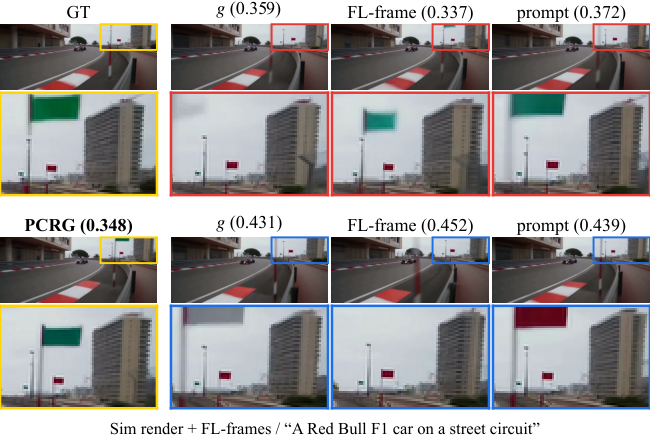 GT g (0.359) FL-frame (0.337) prompt (0.372)
PCRG (0.348) g (0.431) FL-frame (0.452) prompt (0.439)
Sim render + FL-frames / “A Red Bull F1 car on a street circuit”